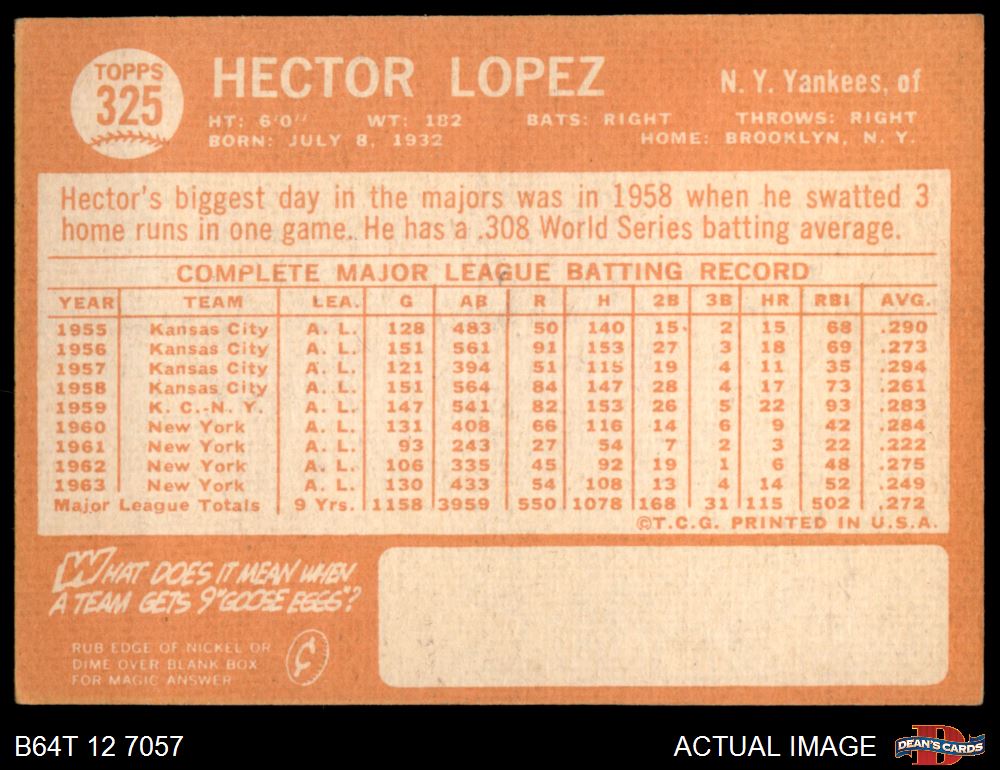 TOPPS
325
HECTOR LOPEZ
N. Y. Yankees, of
HT: 6'0" WT: 182 BATS: RIGHT THROWS: RIGHT
BORN: JULY 8, 1932 HOME: BROOKLYN, N. Y.
Hector's biggest day in the majors was in 1958 when he swatted 3
home runs in one game. He has a .308 World Series batting average.
COMPLETE MAJOR LEAGUE BATTING RECORD
YEAR TEAM LEA. G AB R H 2B 3B HR RBI AVG.
1955 Kansas City A. L. 128 483 50 140 15 2 15 68 .290
1956 Kansas City A. L. 151 561 91 153 27 3 18 69 .273
1957 Kansas City A. L. 121 394 51 115 19 4 11 35 .294
1958 Kansas City A. L. 151 564 84 147 28 4 17 73 .261
1959 K. C.-N. Y. A. L. 147 541 82 153 26 5 22 93 .283
1960 New York A. L. 131 408 66 116 14 6 9 42 .284
1961 New York A. L. 93 243 27 54 7 2 3 22 .222
1962 New York A. L. 106 335 45 92 19 1 6 48 .275
1963 New York A. L. 130 433 54 108 13 4 14 52 .249
Major League Totals 9 Yrs. 1158 3959 550 1078 168 31 115 502 .272
©T.C.G. PRINTED IN U.S.A.
WHAT DOES IT MEAN WHEN
A TEAM GETS 9 "GOOSE EGGS"?
RUB EDGE OF NICKEL OR
DIME OVER BLANK BOX
FOR MAGIC ANSWER
¢
B64T 12 7057
ACTUAL IMAGE
D
DEAN'S CARDS